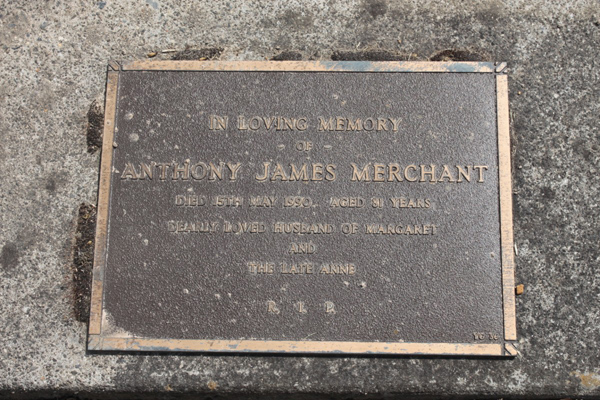 IN LOVING MEMORY
- OF -
ANTHONY JAMES MERCHANT
DIED 15TH MAY 1990. AGED 81 YEARS
DEARLY LOVED HUSBAND OF MARGARET
AND
THE LATE ANNE
R. I. P.